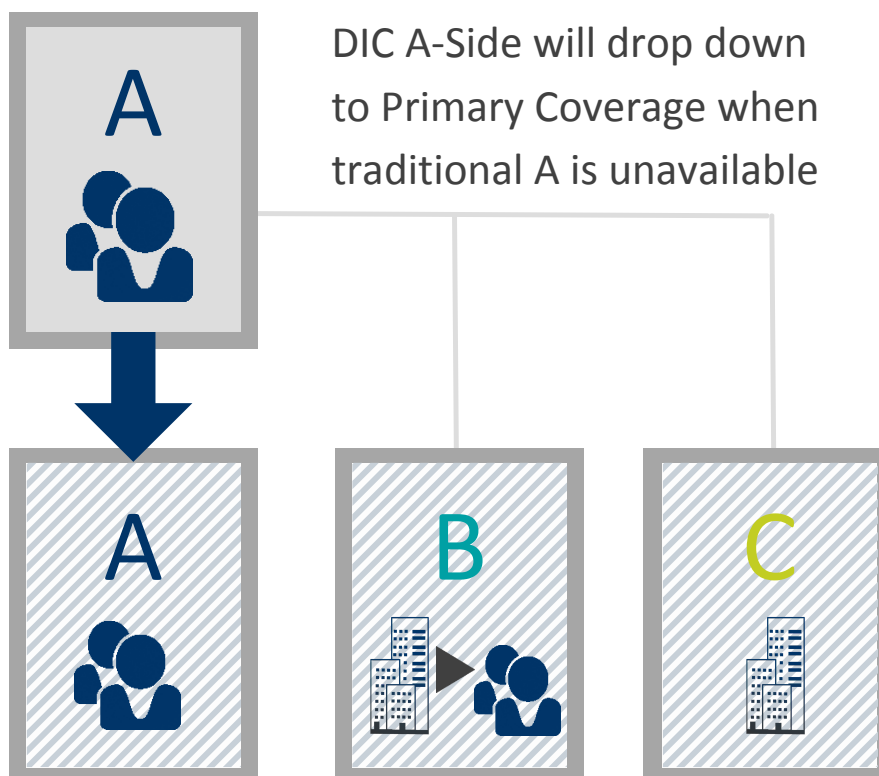 A
DIC A-Side will drop down
to Primary Coverage when
traditional A is unavailable
A
B
C